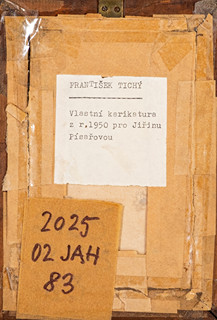 FRANTIŠEK TICHÝ
Vlastní karikatura
z r.1950 pro Jiřinu
Písařovou
2025
02 JAH
83